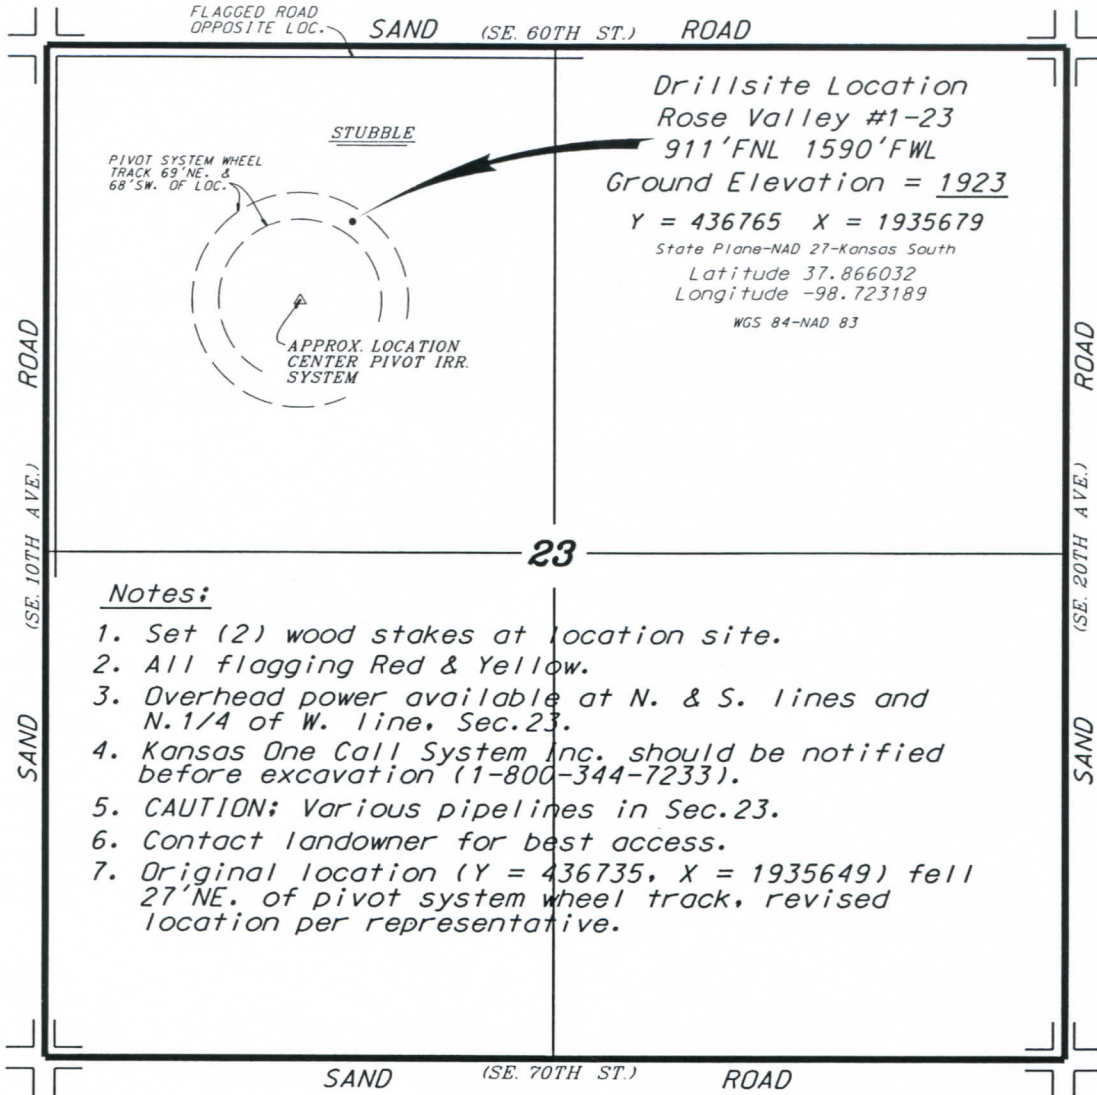 FLAGGED ROAD
OPPOSITE LOC.
SAND (SE. 60TH ST.) ROAD
Drillsite Location
Rose Valley #1-23
911'FNL 1590'FWL
Ground Elevation = 1923
Y = 436765 X = 1935679
State Plane-NAD 27-Kansas South
Latitude 37.866032
Longitude -98.723189
WGS 84-NAD 83
STUBBLE
PIVOT SYSTEM WHEEL
TRACK 69'NE. &
68'SW. OF LOC.
APPROX. LOCATION
CENTER PIVOT IRR.
SYSTEM
SAND (SE. 10TH AVE.) ROAD
SAND (SE. 20TH AVE.) ROAD
23
Notes:
1. Set (2) wood stakes at location site.
2. All flagging Red & Yellow.
3. Overhead power available at N. & S. lines and
N.1/4 of W. line, Sec.23.
4. Kansas One Call System Inc. should be notified
before excavation (1-800-344-7233).
5. CAUTION: Various pipelines in Sec.23.
6. Contact landowner for best access.
7. Original location (Y = 436735, X = 1935649) fell
27'NE. of pivot system wheel track, revised
location per representative.
SAND (SE. 70TH ST.) ROAD